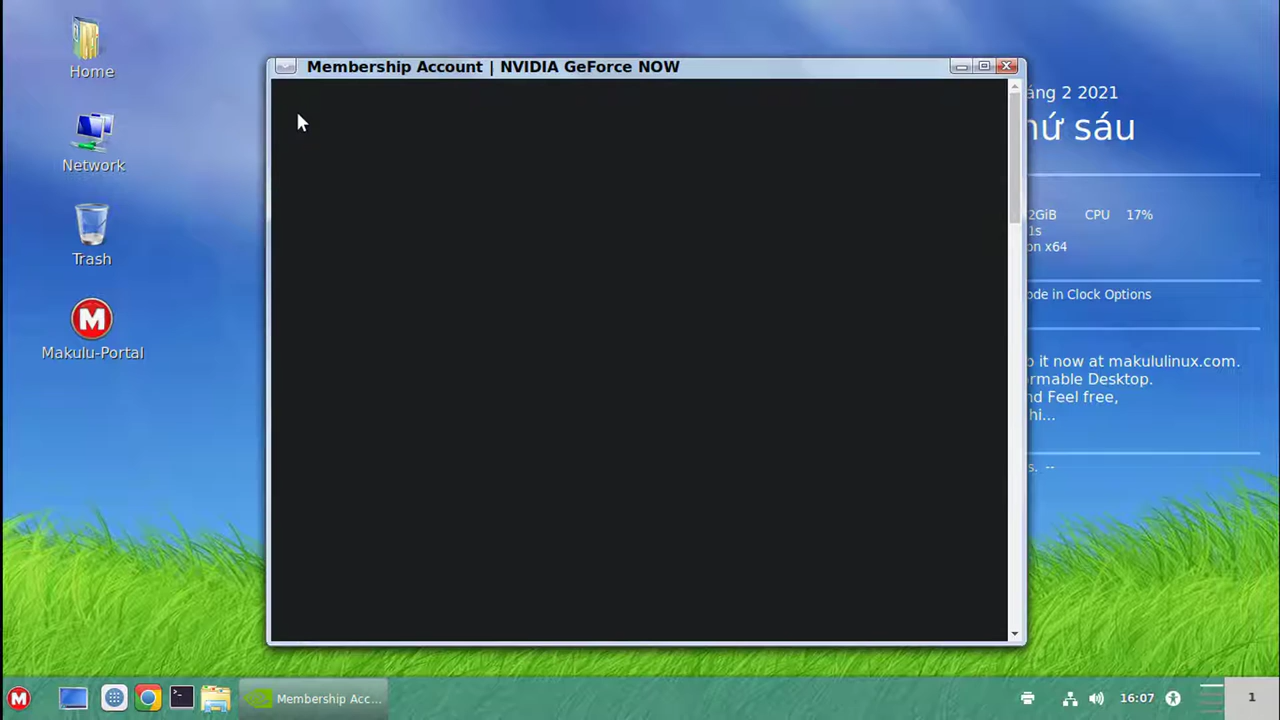 Home
Network
Trash
M
Makulu-Portal
Membership Account | NVIDIA GeForce NOW
áng 2 2021
ứ sáu
2GiB CPU 17%
1s
on x64
ode in Clock Options
it now at makululinux.com.
rmable Desktop.
nd Feel free,
hi...
s. --
M
Membership Acc...
16:07
1